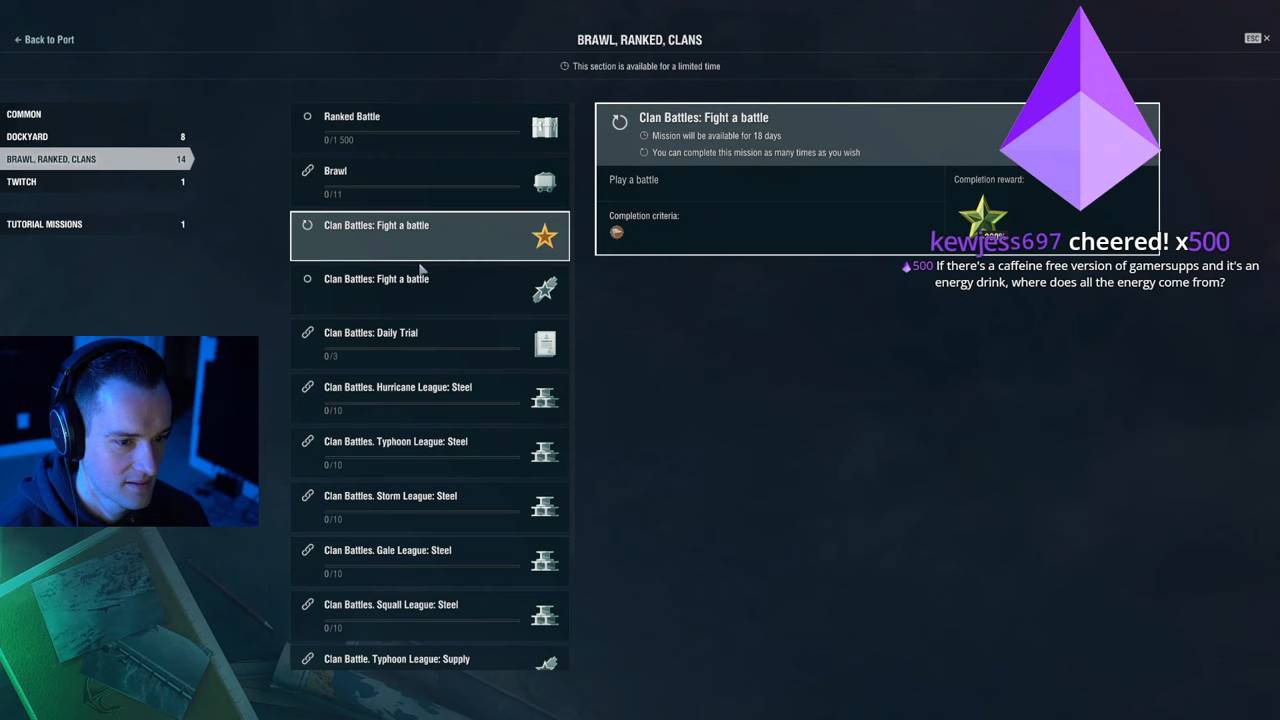 Back to Port
BRAWL, RANKED, CLANS
This section is available for a limited time
ESC ×
COMMON
DOCKYARD 8
BRAWL, RANKED, CLANS 14
TWITCH 1
TUTORIAL MISSIONS 1
Ranked Battle
0/1 500
Brawl
0/11
Clan Battles: Fight a battle
Clan Battles: Fight a battle
Clan Battles: Daily Trial
0/3
Clan Battles. Hurricane League: Steel
0/10
Clan Battles. Typhoon League: Steel
0/10
Clan Battles. Storm League: Steel
0/10
Clan Battles. Gale League: Steel
0/10
Clan Battles. Squall League: Steel
0/10
Clan Battle. Typhoon League: Supply
Clan Battles: Fight a battle
Mission will be available for 18 days
You can complete this mission as many times as you wish
Play a battle
Completion criteria:
Completion reward:
kewjess697 cheered! x500
500 If there's a caffeine free version of gamersupps and it's an
energy drink, where does all the energy come from?